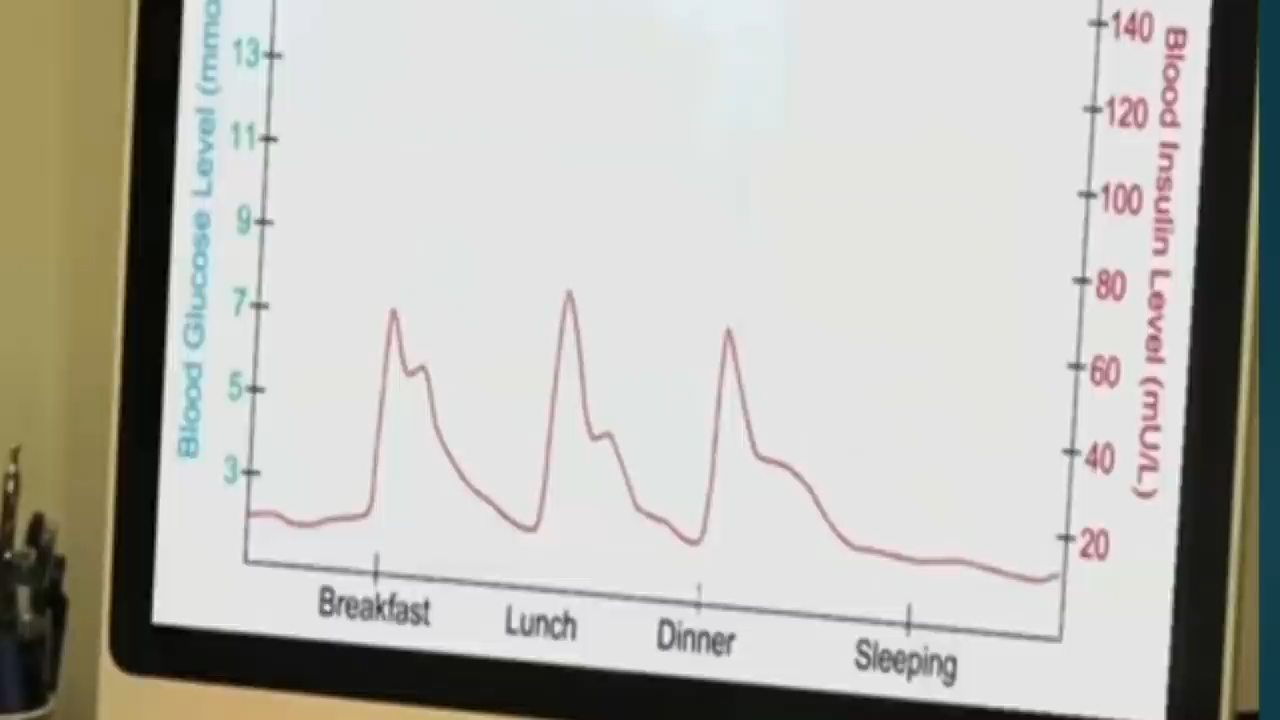 Blood Glucose Level
13
11
9
7
5
3
140
120
100
80
60
40
20
Blood Insulin Level (mU/L)
Breakfast
Lunch
Dinner
Sleeping